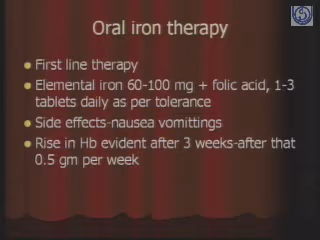 Oral iron therapy
First line therapy
Elemental iron 60-100 mg + folic acid, 1-3
tablets daily as per tolerance
Side effects-nausea vomittings
Rise in Hb evident after 3 weeks-after that
0.5 gm per week